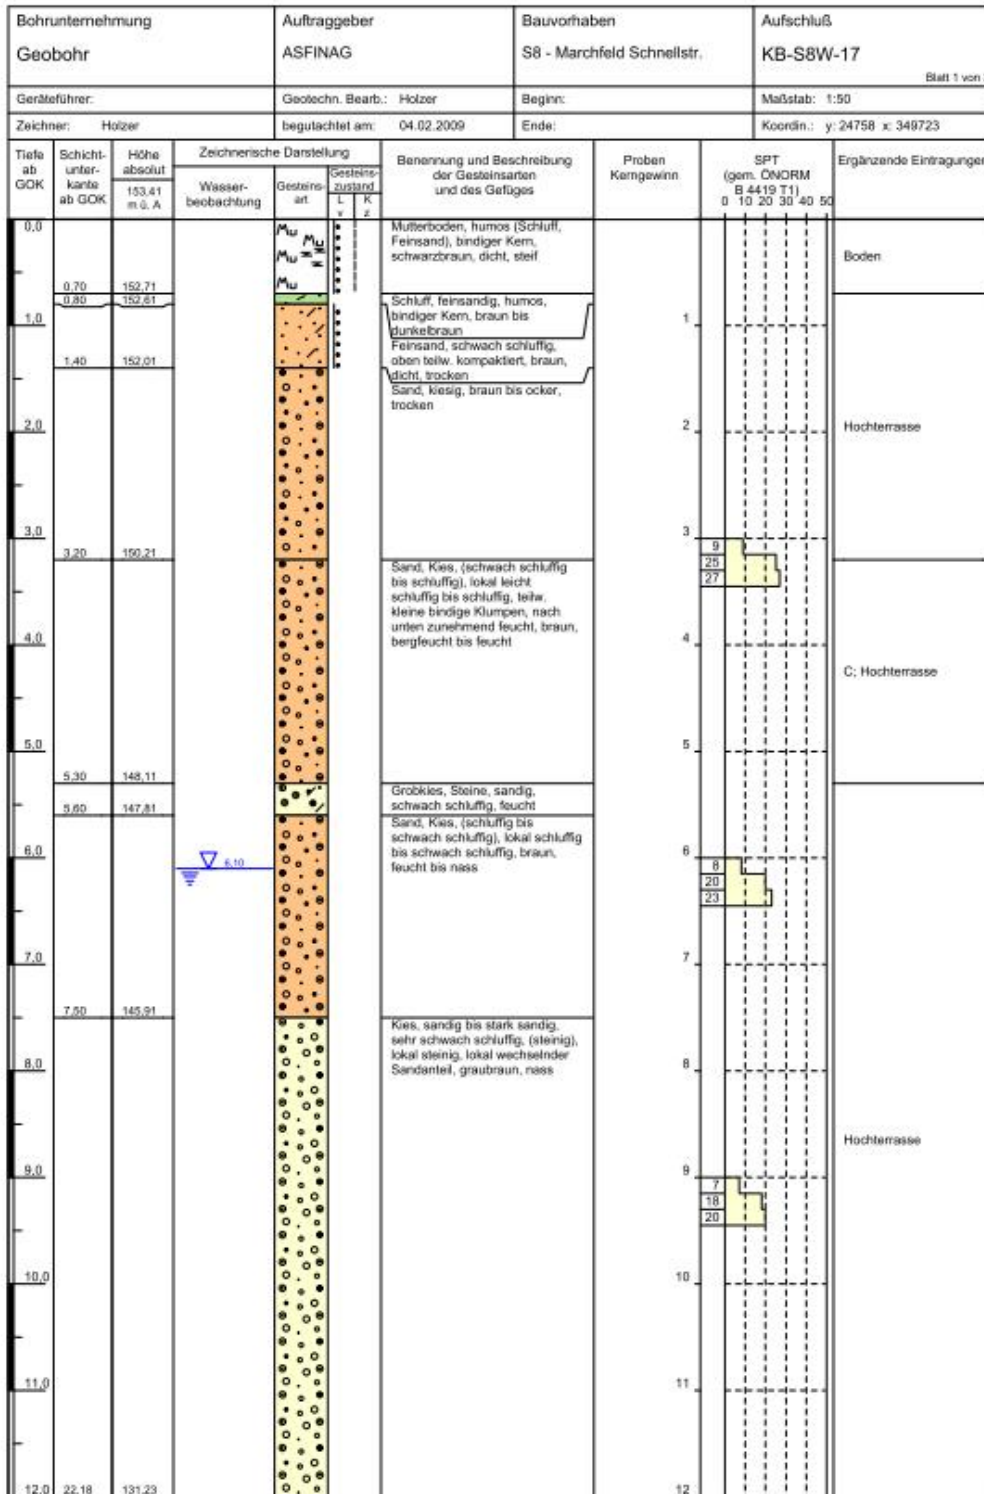 Bohrunternehmung
Geobohr
Auftraggeber
ASFINAG
Bauvorhaben
S8 - Marchfeld Schnellstr.
Aufschluß
KB-S8W-17
Blatt 1 von
Geräteführer:
Geotechn. Bearb.: Holzer
Beginn:
Maßstab: 1:50
Zeichner: Holzer
begutachtet am: 04.02.2009
Ende:
Koordin.: y: 24758 x: 349723
Tiefe
ab
GOK
Schicht-
unter-
kante
ab GOK
Höhe
absolut
153,41
m ü. A
Zeichnerische Darstellung
Wasser-
beobachtung
Gesteins-
art
Gesteins-
zustand
L K
v z
Benennung und Beschreibung
der Gesteinsarten
und des Gefüges
Proben
Kerngewinn
SPT
(gem. ÖNORM
B 4419 T1)
0 10 20 30 40 50
Ergänzende Eintragungen
0,0
Mu
Mu
Mu
Mu
Mutterboden, humos (Schluff,
Feinsand), bindiger Kern,
schwarzbraun, dicht, steif
Boden
0,70 152,71
0,80 152,61
Schluff, feinsandig, humos,
bindiger Kern, braun bis
dunkelbraun
1,0
1
Feinsand, schwach schluffig,
oben teilw. kompaktiert, braun,
dicht, trocken
1,40 152,01
Sand, kiesig, braun bis ocker,
trocken
2,0
2
Hochterrasse
3,0
3
9
25
27
3,20 150,21
Sand, Kies, (schwach schluffig
bis schluffig), lokal leicht
schluffig bis schluffig, teilw.
kleine bindige Klumpen, nach
unten zunehmend feucht, braun,
bergfeucht bis feucht
4,0
4
C; Hochterrasse
5,0
5
5,30 148,11
Grobkies, Steine, sandig,
schwach schluffig, feucht
5,60 147,81
Sand, Kies, (schluffig bis
schwach schluffig), lokal schluffig
bis schwach schluffig, braun,
feucht bis nass
6,0
6,10
6
8
20
23
7,0
7
7,50 145,91
Kies, sandig bis stark sandig,
sehr schwach schluffig, (steinig),
lokal steinig, lokal wechselnder
Sandanteil, graubraun, nass
8,0
8
Hochterrasse
9,0
9
7
18
20
10,0
10
11,0
11
12,0 22,18 131,23
12